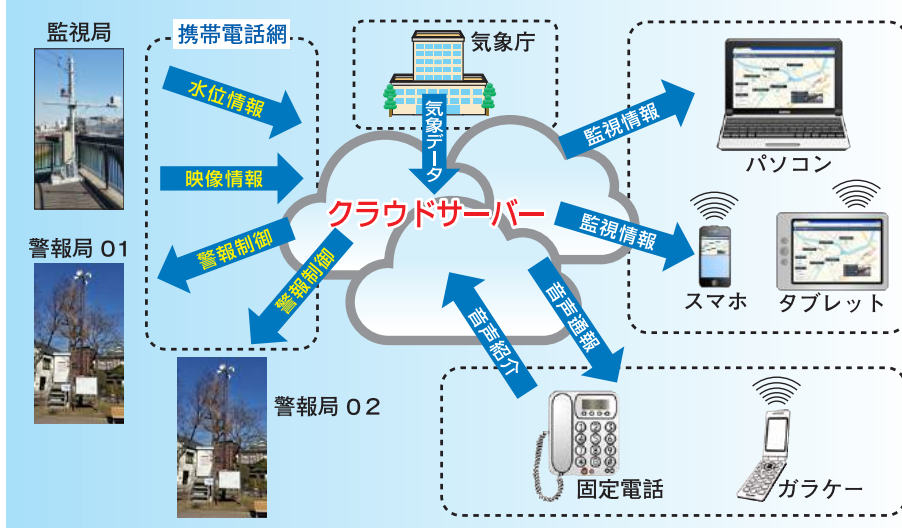 監視局
携帯電話網
気象庁
水位情報
気象データ
監視情報
パソコン
映像情報
クラウドサーバー
警報制御
監視情報
警報局 01
警報制御
スマホ
タブレット
音声紹介
音声通報
警報局 02
固定電話
ガラケー